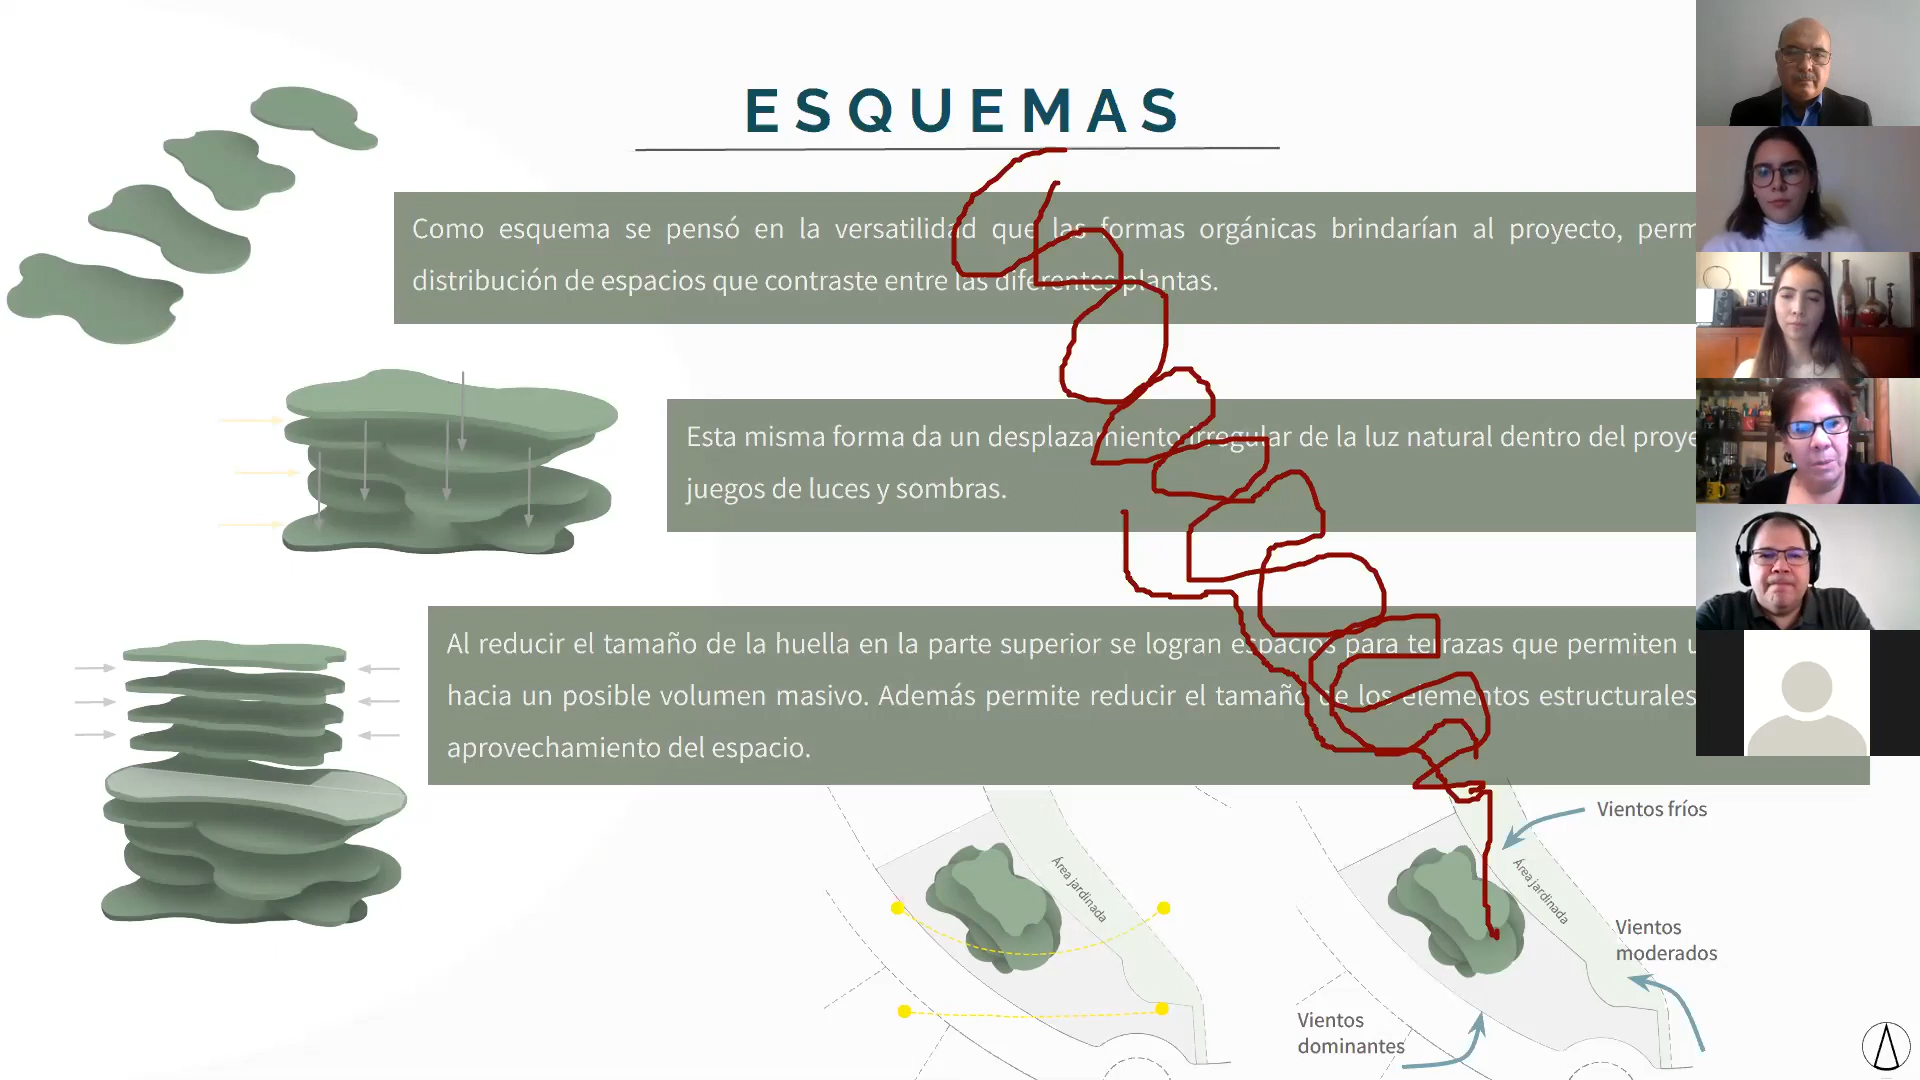 ESQUEMAS
Como esquema se pensó en la versatilidad que las formas orgánicas brindarían al proyecto, perm
distribución de espacios que contraste entre las diferentes plantas.
Esta misma forma da un desplazamiento irregular de la luz natural dentro del proye
juegos de luces y sombras.
Al reducir el tamaño de la huella en la parte superior se logran espacios para terrazas que permiten u
hacia un posible volumen masivo. Además permite reducir el tamaño de los elementos estructurales
aprovechamiento del espacio.
Área jardinada
Área jardinada
Vientos fríos
Vientos
moderados
Vientos
dominantes